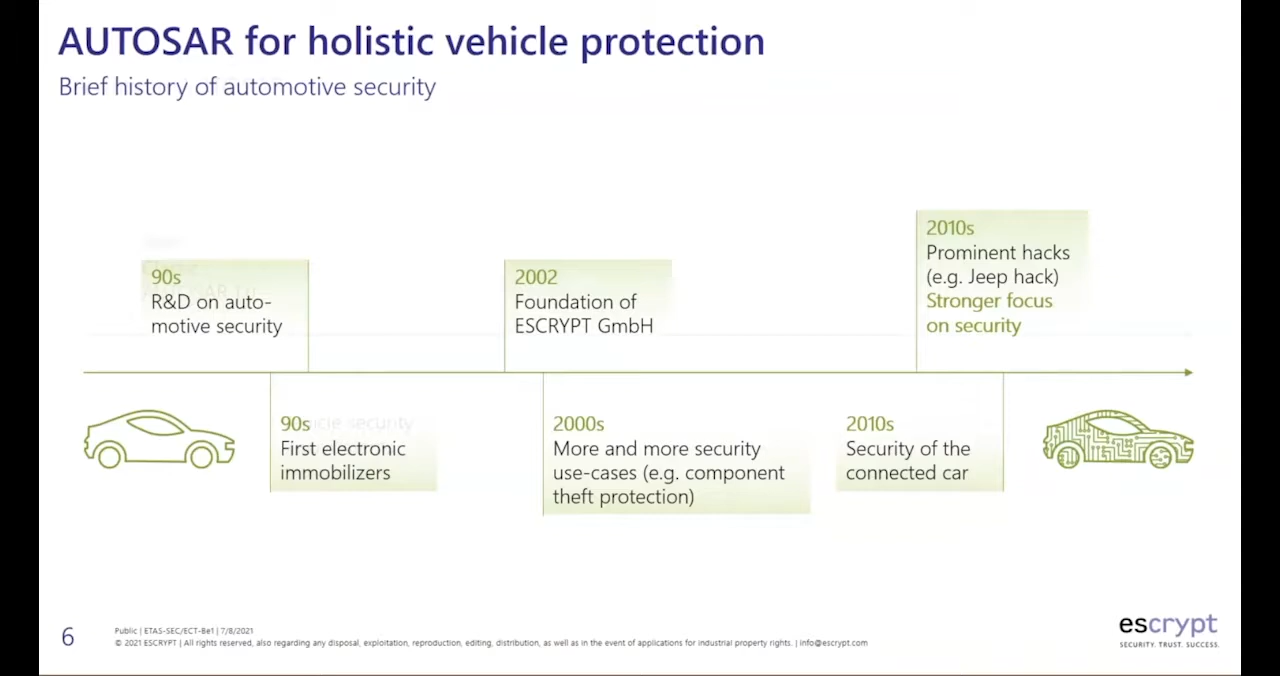 AUTOSAR for holistic vehicle protection
Brief history of automotive security
90s
R&D on auto-
motive security
2002
Foundation of
ESCRYPT GmbH
2010s
Prominent hacks
(e.g. Jeep hack)
Stronger focus
on security
90s
First electronic
immobilizers
2000s
More and more security
use-cases (e.g. component
theft protection)
2010s
Security of the
connected car
6
Public | ETAS-SEC/ECT-Be1 | 7/8/2021
© 2021 ESCRYPT | All rights reserved, also regarding any disposal, exploitation, reproduction, editing, distribution, as well as in the event of applications for industrial property rights. | info@escrypt.com
escrypt
SECURITY. TRUST. SUCCESS.